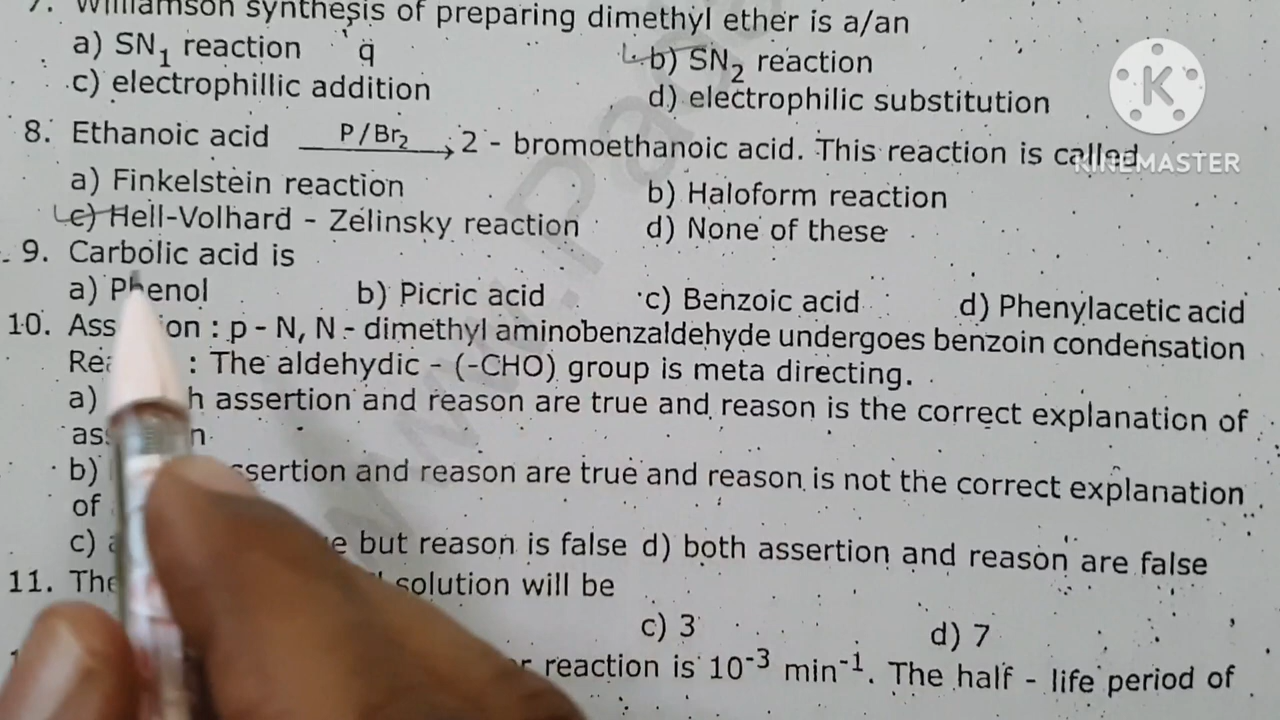 7. Williamson synthesis of preparing dimethyl ether is a/an
a) SN1 reaction q b) SN2 reaction
c) electrophillic addition d) electrophilic substitution
8. Ethanoic acid P/Br2 2 - bromoethanoic acid. This reaction is called
KINEMASTER
a) Finkelstein reaction b) Haloform reaction
c) Hell-Volhard - Zelinsky reaction d) None of these
9. Carbolic acid is
a) Phenol b) Picric acid c) Benzoic acid d) Phenylacetic acid
10. : p - N, N - dimethyl aminobenzaldehyde undergoes benzoin condensation
: The aldehydic - (-CHO) group is meta directing.
a) assertion and reason are true and reason is the correct explanation of
b) assertion and reason are true and reason is not the correct explanation
of
c) but reason is false d) both assertion and reason are false
11. solution will be
c) 3 d) 7
reaction is 10-3 min-1. The half - life period of
www.Pad